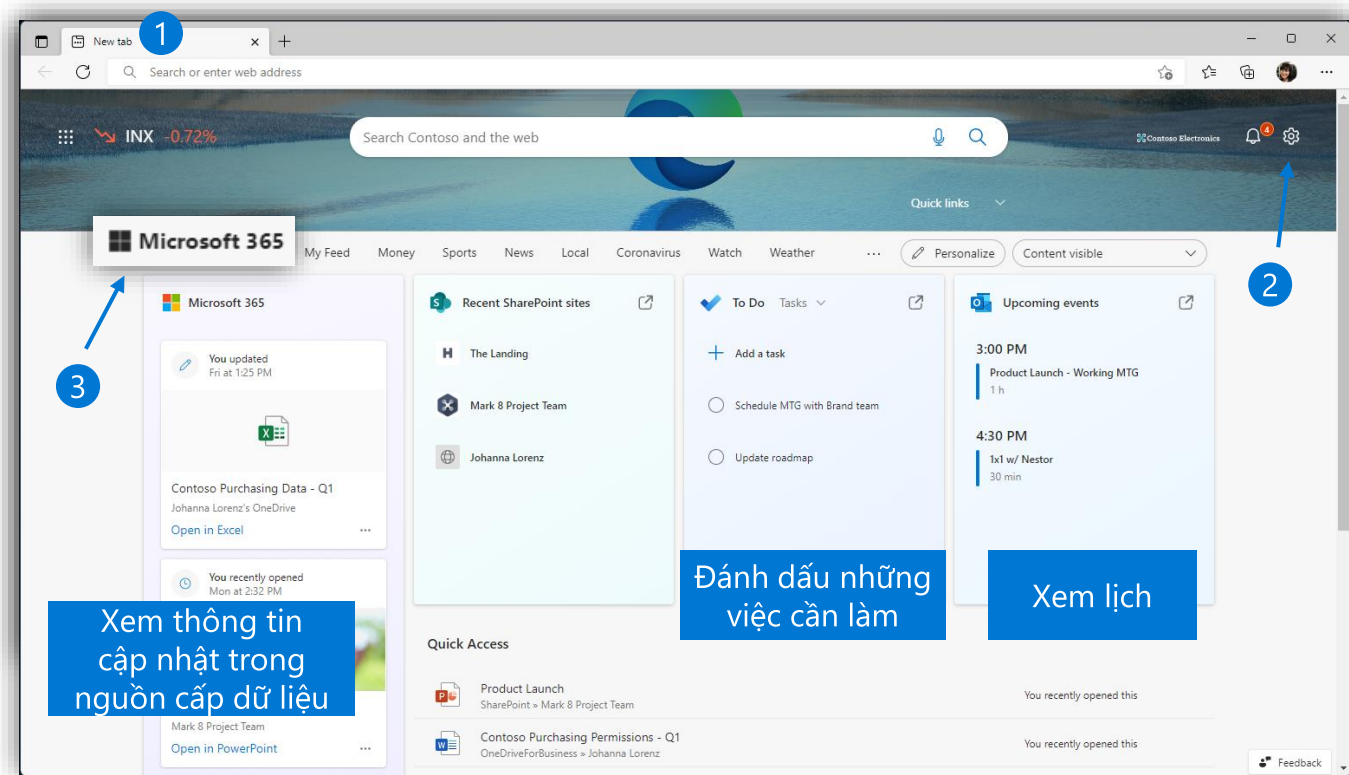 1
New tab
Search or enter web address
INX -0.72%
Search Contoso and the web
Contoso Electronics
4
Quick links
Microsoft 365
My Feed
Money
Sports
News
Local
Coronavirus
Watch
Weather
...
Personalize
Content visible
2
3
Microsoft 365
You updated
Fri at 1:25 PM
Contoso Purchasing Data - Q1
Johanna Lorenz's OneDrive
Open in Excel
You recently opened
Mon at 2:32 PM
Xem thông tin
cập nhật trong
nguồn cấp dữ liệu
Mark 8 Project Team
Open in PowerPoint
Recent SharePoint sites
H The Landing
Mark 8 Project Team
Johanna Lorenz
To Do Tasks
Add a task
Schedule MTG with Brand team
Update roadmap
Đánh dấu những
việc cần làm
Upcoming events
3:00 PM
Product Launch - Working MTG
1 h
4:30 PM
1x1 w/ Nestor
30 min
Xem lịch
Quick Access
Product Launch
SharePoint » Mark 8 Project Team
You recently opened this
Contoso Purchasing Permissions - Q1
OneDriveForBusiness » Johanna Lorenz
You recently opened this
Feedback